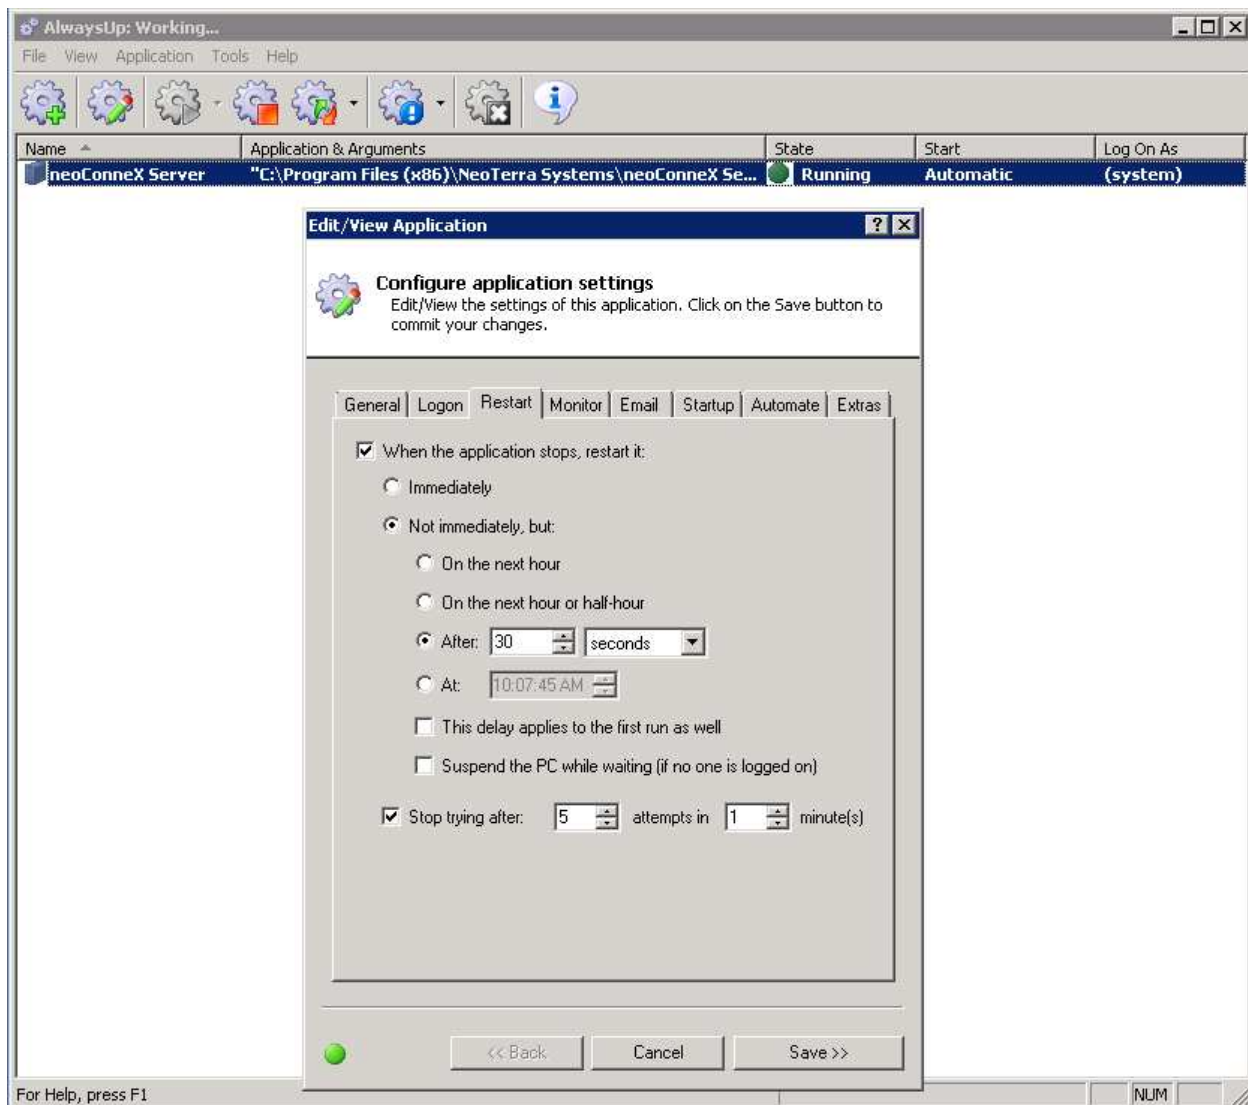 AlwaysUp: Working...
File View Application Tools Help
Name Application & Arguments State Start Log On As
neoConneX Server "C:\Program Files (x86)\NeoTerra Systems\neoConneX Se... Running Automatic (system)
Edit/View Application
Configure application settings
Edit/View the settings of this application. Click on the Save button to
commit your changes.
General Logon Restart Monitor Email Startup Automate Extras
When the application stops, restart it:
Immediately
Not immediately, but:
On the next hour
On the next hour or half-hour
After: 30 seconds
At: 10:07:45 AM
This delay applies to the first run as well
Suspend the PC while waiting (if no one is logged on)
Stop trying after: 5 attempts in 1 minute(s)
<< Back Cancel Save >>
For Help, press F1 NUM